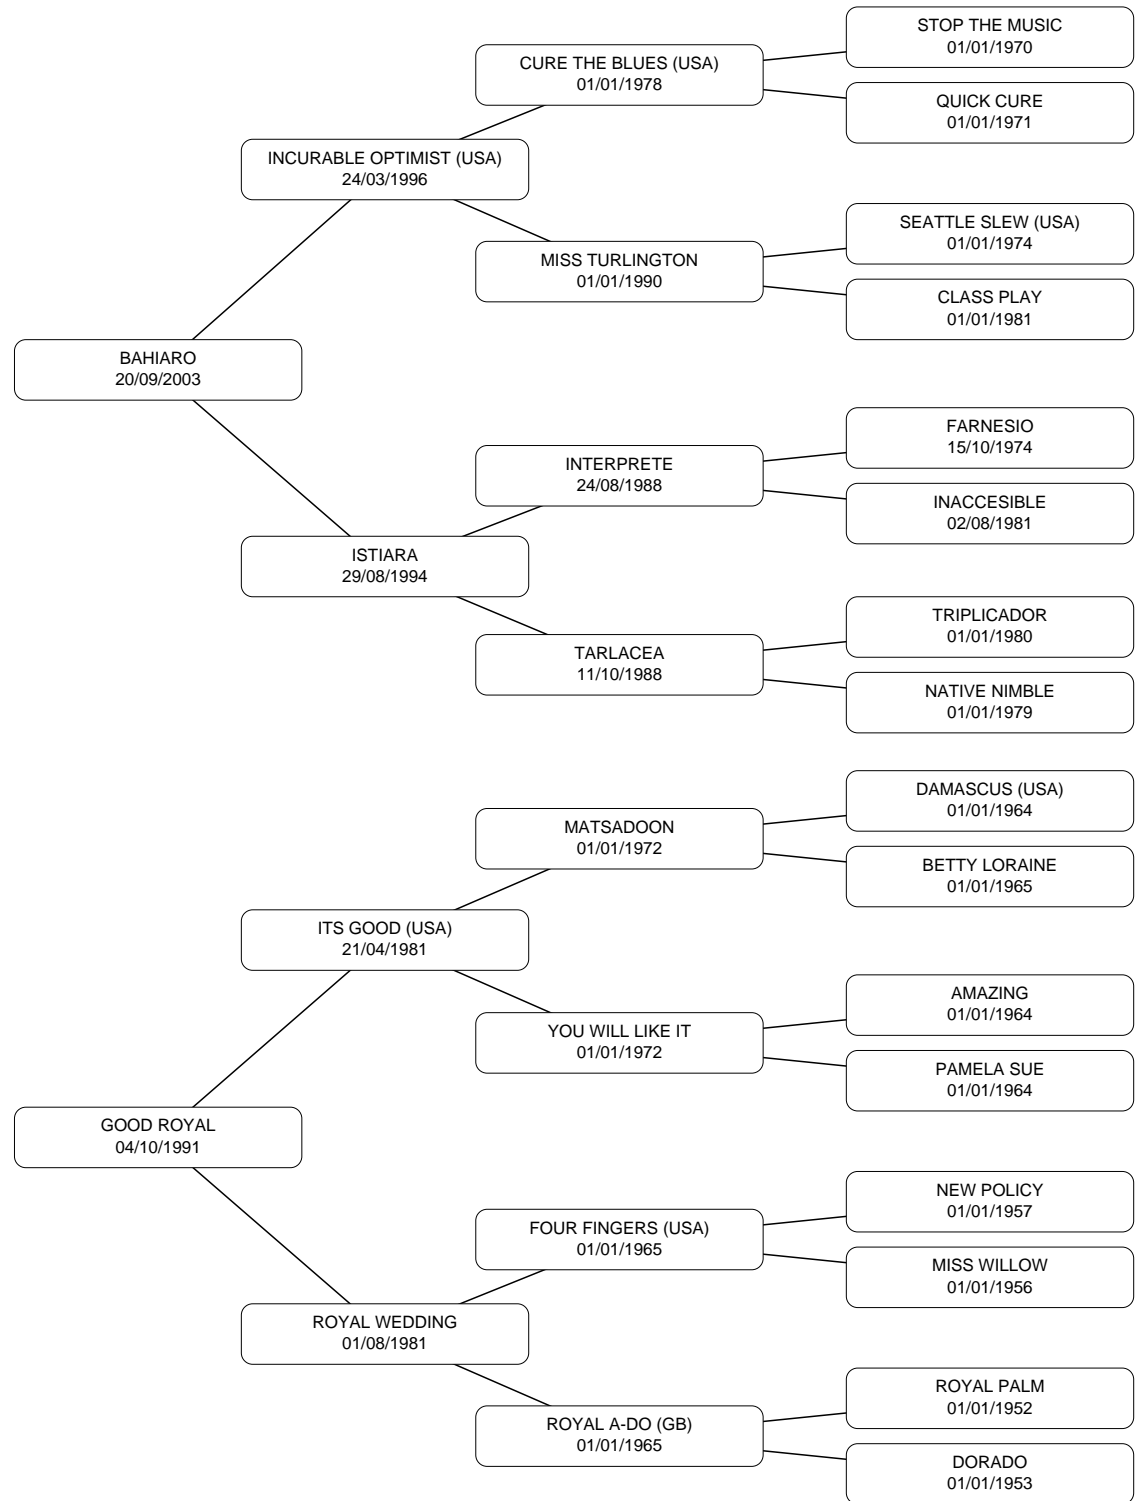 STOP THE MUSIC
01/01/1970
CURE THE BLUES (USA)
01/01/1978
QUICK CURE
01/01/1971
INCURABLE OPTIMIST (USA)
24/03/1996
SEATTLE SLEW (USA)
01/01/1974
MISS TURLINGTON
01/01/1990
CLASS PLAY
01/01/1981
BAHIARO
20/09/2003
FARNESIO
15/10/1974
INTERPRETE
24/08/1988
INACCESIBLE
02/08/1981
ISTIARA
29/08/1994
TRIPLICADOR
01/01/1980
TARLACEA
11/10/1988
NATIVE NIMBLE
01/01/1979
DAMASCUS (USA)
01/01/1964
MATSADOON
01/01/1972
BETTY LORAINE
01/01/1965
ITS GOOD (USA)
21/04/1981
AMAZING
01/01/1964
YOU WILL LIKE IT
01/01/1972
PAMELA SUE
01/01/1964
GOOD ROYAL
04/10/1991
NEW POLICY
01/01/1957
FOUR FINGERS (USA)
01/01/1965
MISS WILLOW
01/01/1956
ROYAL WEDDING
01/08/1981
ROYAL PALM
01/01/1952
ROYAL A-DO (GB)
01/01/1965
DORADO
01/01/1953